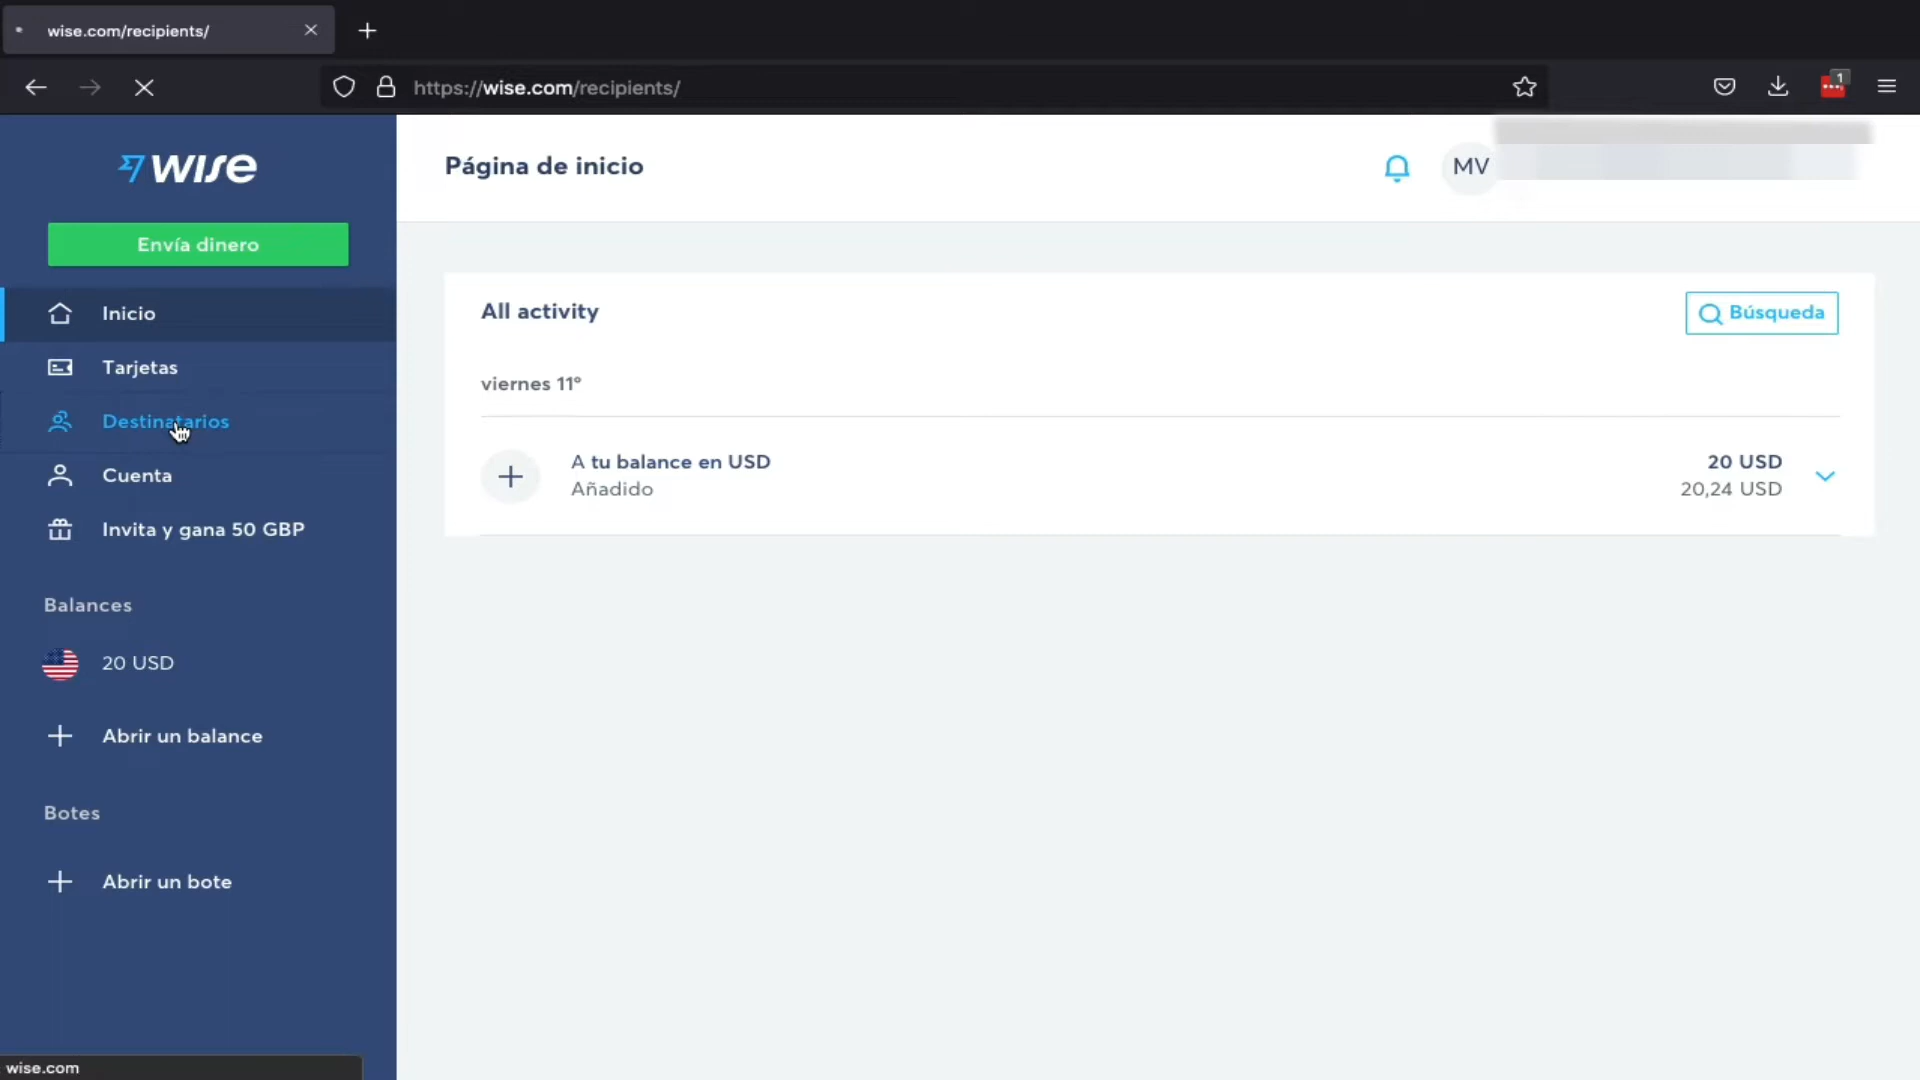 wise.com/recipients/
https://wise.com/recipients/
1
WISE
Página de inicio
MV
Envía dinero
Inicio
Tarjetas
Destinatarios
Cuenta
Invita y gana 50 GBP
Balances
20 USD
Abrir un balance
Botes
Abrir un bote
All activity
Búsqueda
viernes 11º
A tu balance en USD
20 USD
Añadido
20,24 USD
wise.com